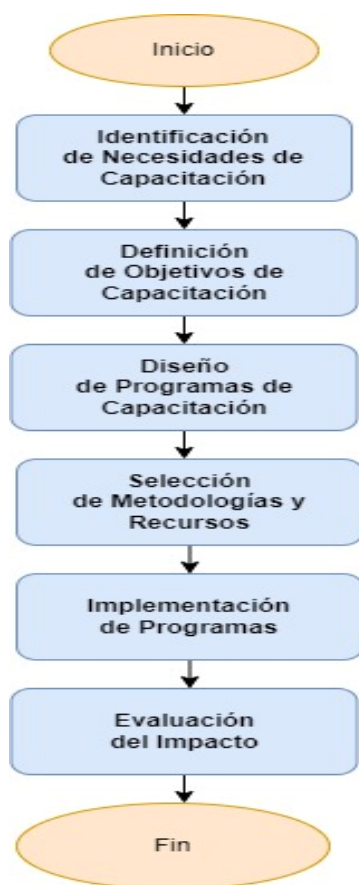 Inicio
Identificación
de Necesidades de
Capacitación
Definición
de Objetivos de
Capacitación
Diseño
de Programas de
Capacitación
Selección
de Metodologías y
Recursos
Implementación
de Programas
Evaluación
del Impacto
Fin